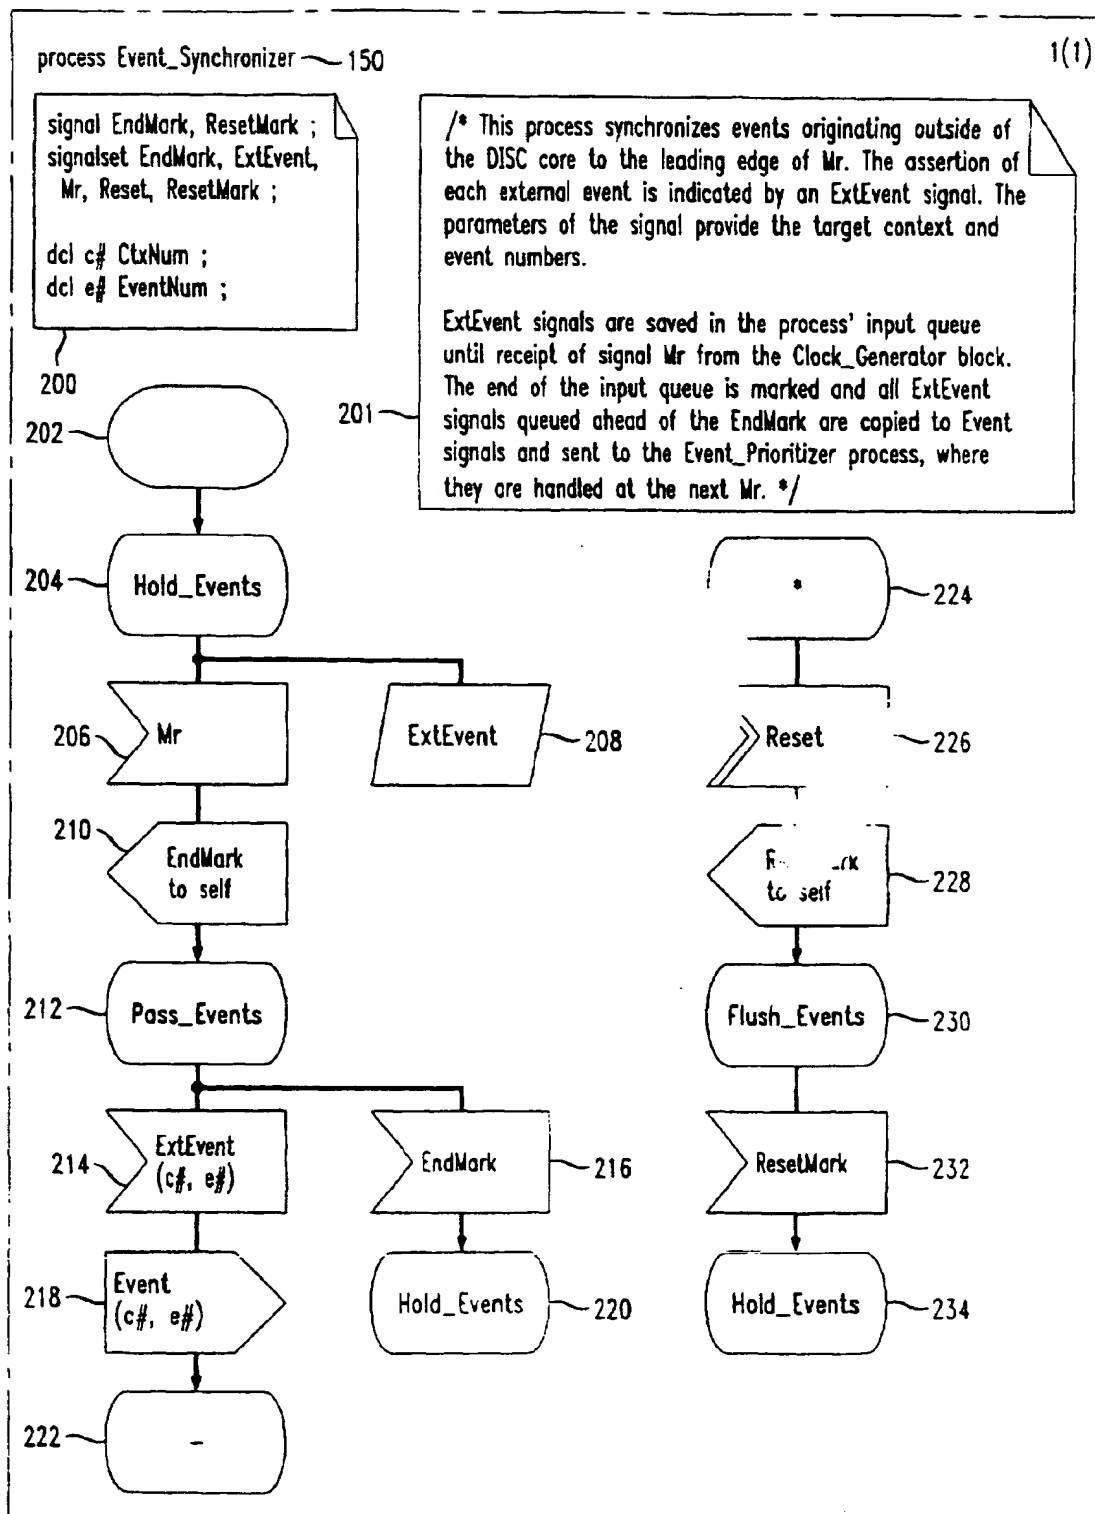 process Event_Synchronizer 150
1(1)
signal EndMark, ResetMark ;
signalset EndMark, ExtEvent,
Mr, Reset, ResetMark ;
dcl c# CtxNum ;
dcl e# EventNum ;
200
/* This process synchronizes events originating outside of
the DISC core to the leading edge of Mr. The assertion of
each external event is indicated by an ExtEvent signal. The
parameters of the signal provide the target context and
event numbers.
ExtEvent signals are saved in the process' input queue
until receipt of signal Mr from the Clock_Generator block.
The end of the input queue is marked and all ExtEvent
signals queued ahead of the EndMark are copied to Event
signals and sent to the Event_Prioritizer process, where
they are handled at the next Mr. */
201
202
204
Hold_Events
*
224
206
Mr
ExtEvent
208
Reset
226
210
EndMark
to self
to self
228
212
Pass_Events
Flush_Events
230
214
ExtEvent
(c#, e#)
EndMark
216
ResetMark
232
218
Event
(c#, e#)
Hold_Events
220
Hold_Events
234
222
-